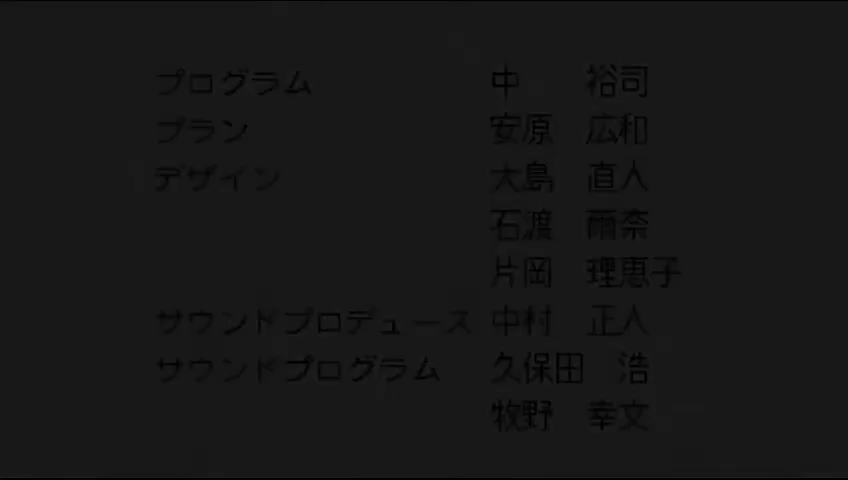 プログラム 中 裕司
プラン 安原 広和
デザイン 大島 直人
石渡 爾奈
片岡 理恵子
サウンドプロデュース 中村 正人
サウンドプログラム 久保田 浩
牧野 幸文